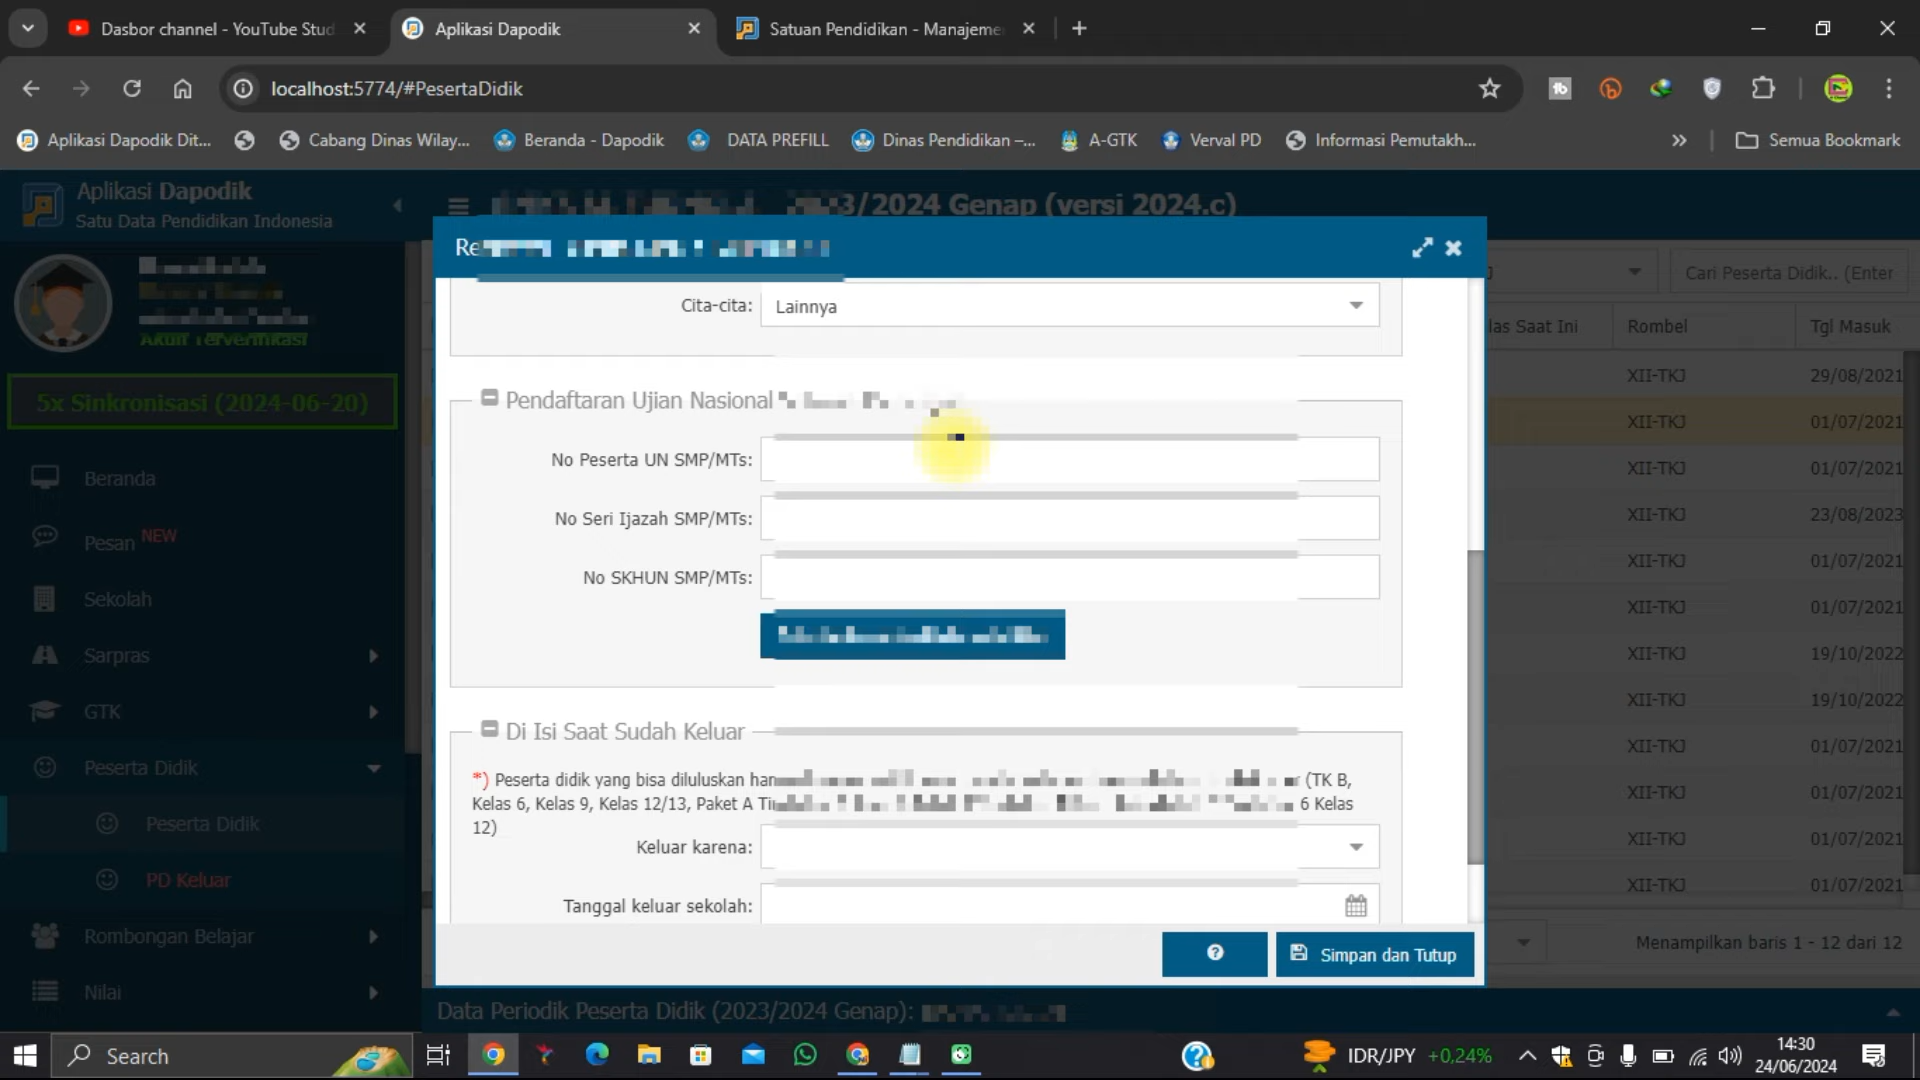 Dasbor channel - YouTube Stud
Aplikasi Dapodik
Satuan Pendidikan - Manajeme
localhost:5774/#PesertaDidik
Aplikasi Dapodik Dit...
Cabang Dinas Wilay...
Beranda - Dapodik
DATA PREFILL
Dinas Pendidikan –...
A-GTK
Verval PD
Informasi Pemutakh...
Semua Bookmark
Aplikasi Dapodik
Satu Data Pendidikan Indonesia
3/2024 Genap (versi 2024.c)
Aktif Terverifikasi
5x Sinkronisasi (2024-06-20)
Beranda
Pesan NEW
Sekolah
Sarpras
GTK
Peserta Didik
Peserta Didik
PD Keluar
Rombongan Belajar
Nilai
Cita-cita: Lainnya
Pendaftaran Ujian Nasional
No Peserta UN SMP/MTs:
No Seri Ijazah SMP/MTs:
No SKHUN SMP/MTs:
Di Isi Saat Sudah Keluar
*) Peserta didik yang bisa diluluskan (TK B,
Kelas 6, Kelas 9, Kelas 12/13, Paket A 6 Kelas
12)
Keluar karena:
Tanggal keluar sekolah:
Simpan dan Tutup
Cari Peserta Didik.. (Enter
las Saat Ini Rombel Tgl Masuk
XII-TKJ 29/08/2021
XII-TKJ 01/07/2021
XII-TKJ 01/07/2021
XII-TKJ 23/08/2023
XII-TKJ 01/07/2021
XII-TKJ 01/07/2021
XII-TKJ 19/10/2022
XII-TKJ 19/10/2022
XII-TKJ 01/07/2021
XII-TKJ 01/07/2021
XII-TKJ 01/07/2021
XII-TKJ 01/07/2021
Menampilkan baris 1 - 12 dari 12
Data Periodik Peserta Didik (2023/2024 Genap):
Search
IDR/JPY +0,24%
14:30
24/06/2024